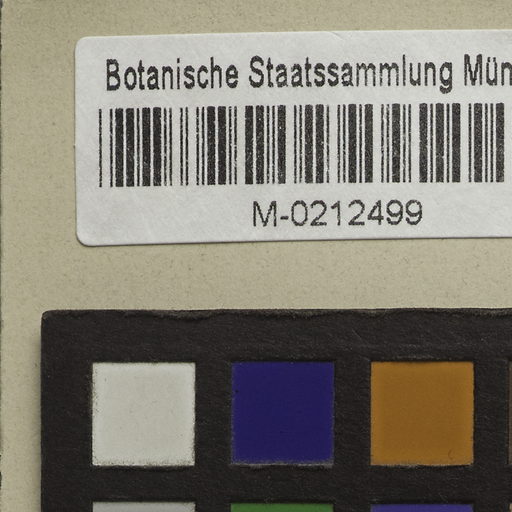 Botanische Staatssammlung Mün
M-0212499